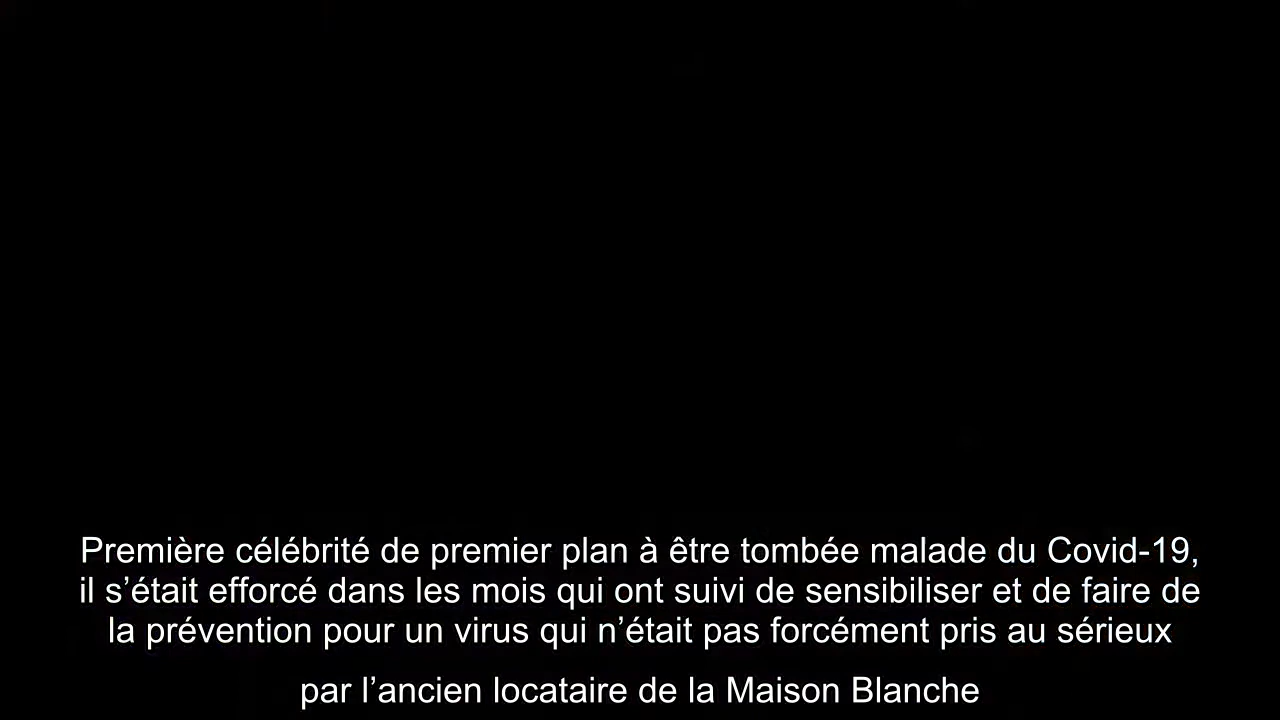 Première célébrité de premier plan à être tombée malade du Covid-19,
il s’était efforcé dans les mois qui ont suivi de sensibiliser et de faire de
la prévention pour un virus qui n’était pas forcément pris au sérieux
par l’ancien locataire de la Maison Blanche